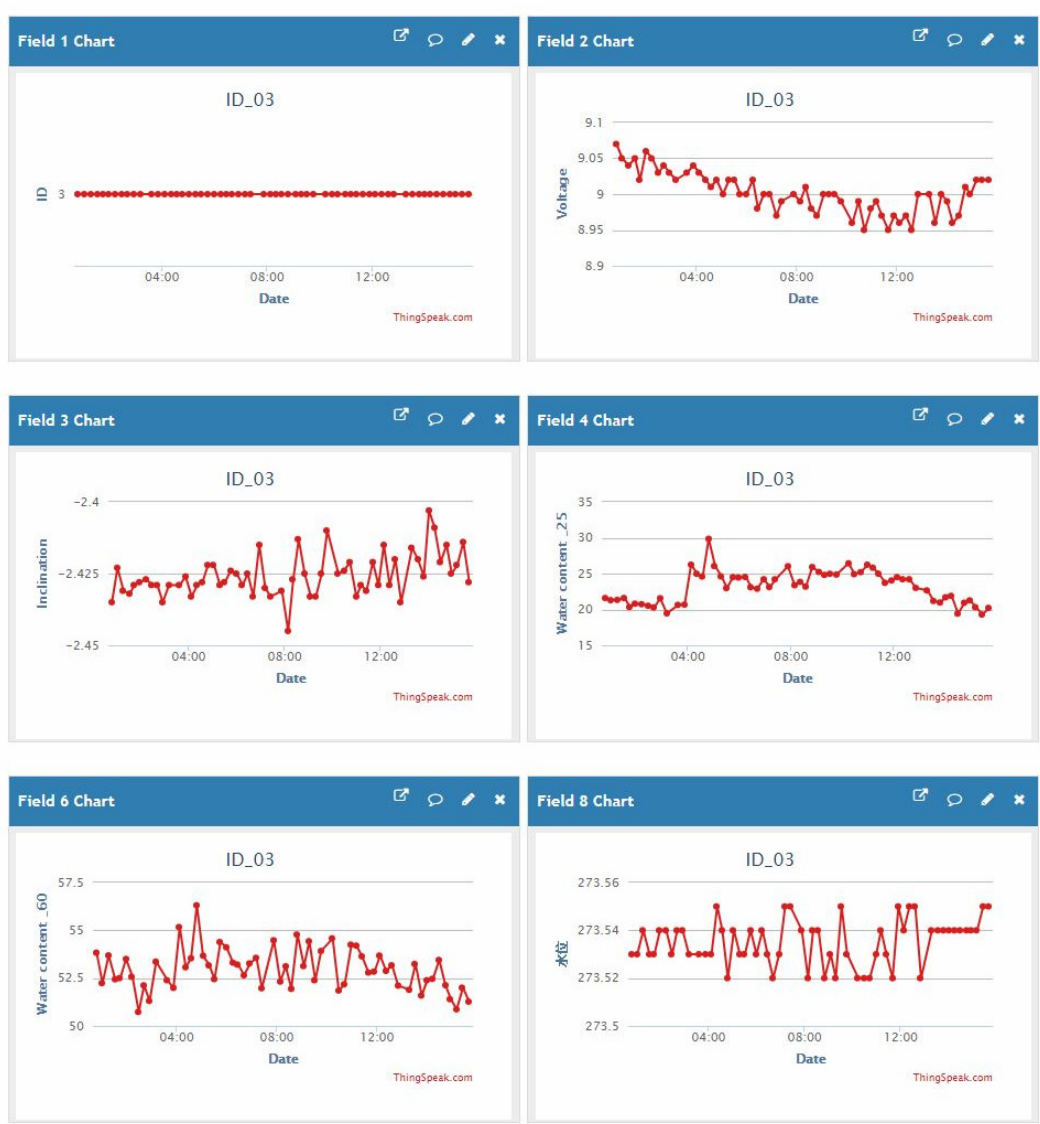 Field 1 Chart
ID_03
ID
3
04:00 08:00 12:00
Date
ThingSpeak.com
Field 2 Chart
ID_03
Voltage
9.1
9.05
9
8.95
8.9
04:00 08:00 12:00
Date
ThingSpeak.com
Field 3 Chart
ID_03
Inclination
−2.4
−2.425
−2.45
04:00 08:00 12:00
Date
ThingSpeak.com
Field 4 Chart
ID_03
Water content _25
35
30
25
20
15
04:00 08:00 12:00
Date
ThingSpeak.com
Field 6 Chart
ID_03
Water content _60
57.5
55
52.5
50
04:00 08:00 12:00
Date
ThingSpeak.com
Field 8 Chart
ID_03
水位
273.56
273.54
273.52
273.5
04:00 08:00 12:00
Date
ThingSpeak.com